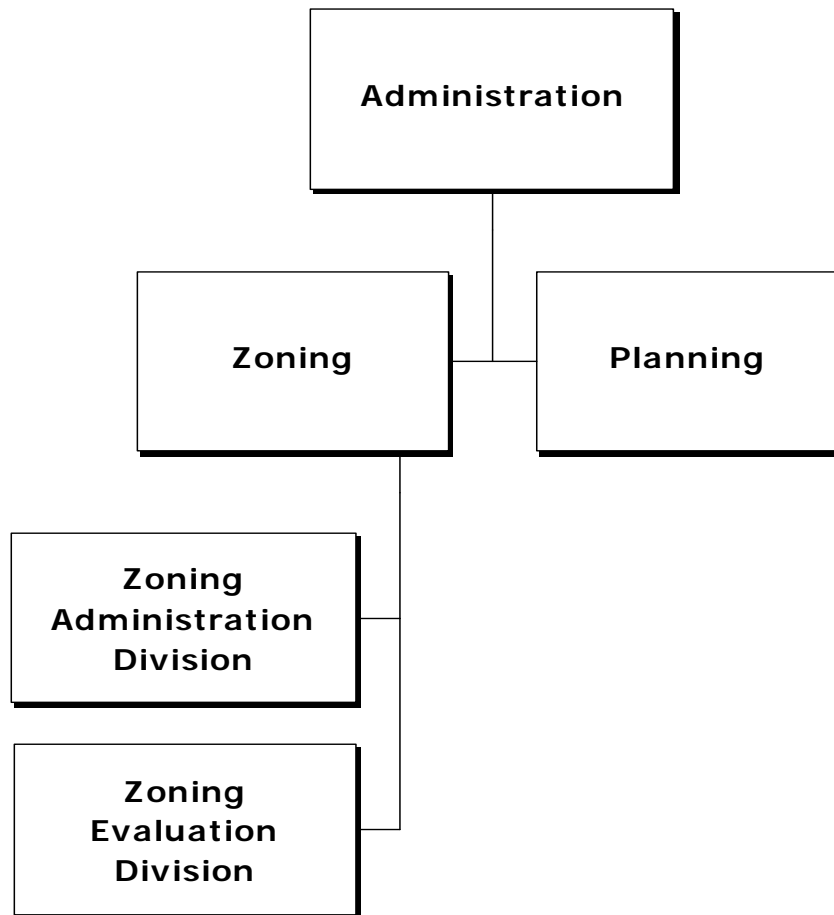 Administration
Zoning
Planning
Zoning
Administration
Division
Zoning
Evaluation
Division